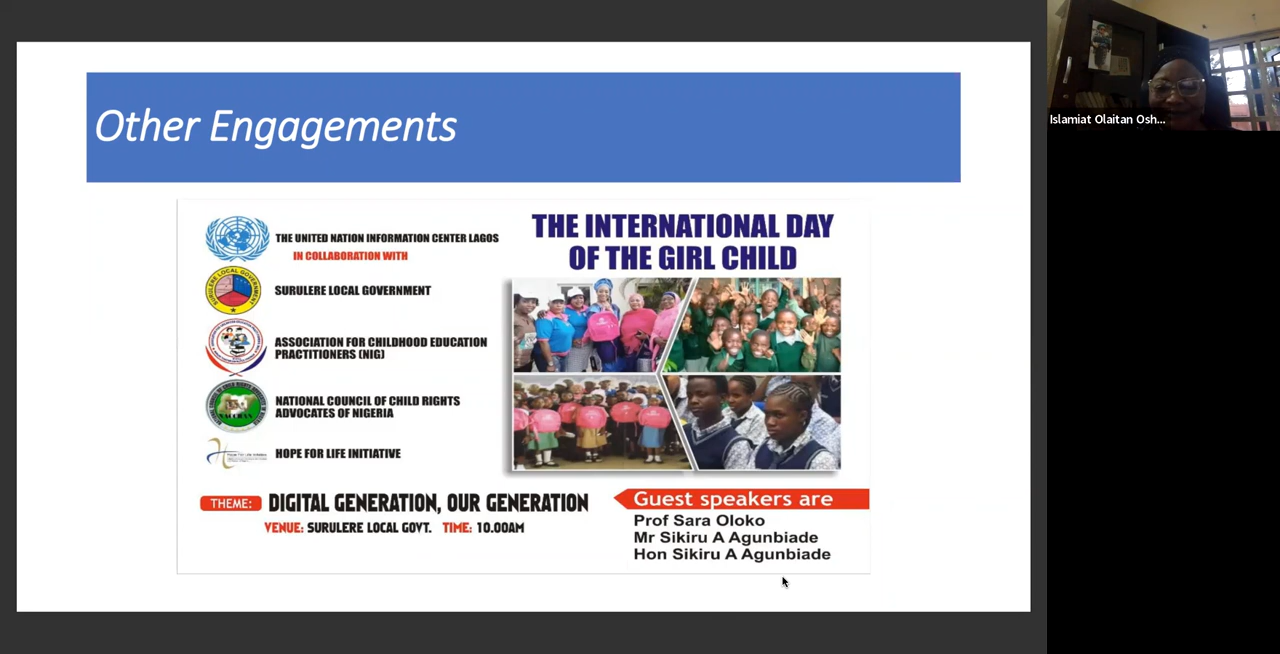 Other Engagements
THE UNITED NATION INFORMATION CENTER LAGOS
IN COLLABORATION WITH
SURULERE LOCAL GOVERNMENT
ASSOCIATION FOR CHILDHOOD EDUCATION
PRACTITIONERS (NIG)
NATIONAL COUNCIL OF CHILD RIGHTS
ADVOCATES OF NIGERIA
HOPE FOR LIFE INITIATIVE
THE INTERNATIONAL DAY
OF THE GIRL CHILD
THEME: DIGITAL GENERATION, OUR GENERATION
VENUE: SURULERE LOCAL GOVT. TIME: 10.00AM
Guest speakers are
Prof Sara Oloko
Mr Sikiru A Agunbiade
Hon Sikiru A Agunbiade
Islamiat Olaitan Osh...